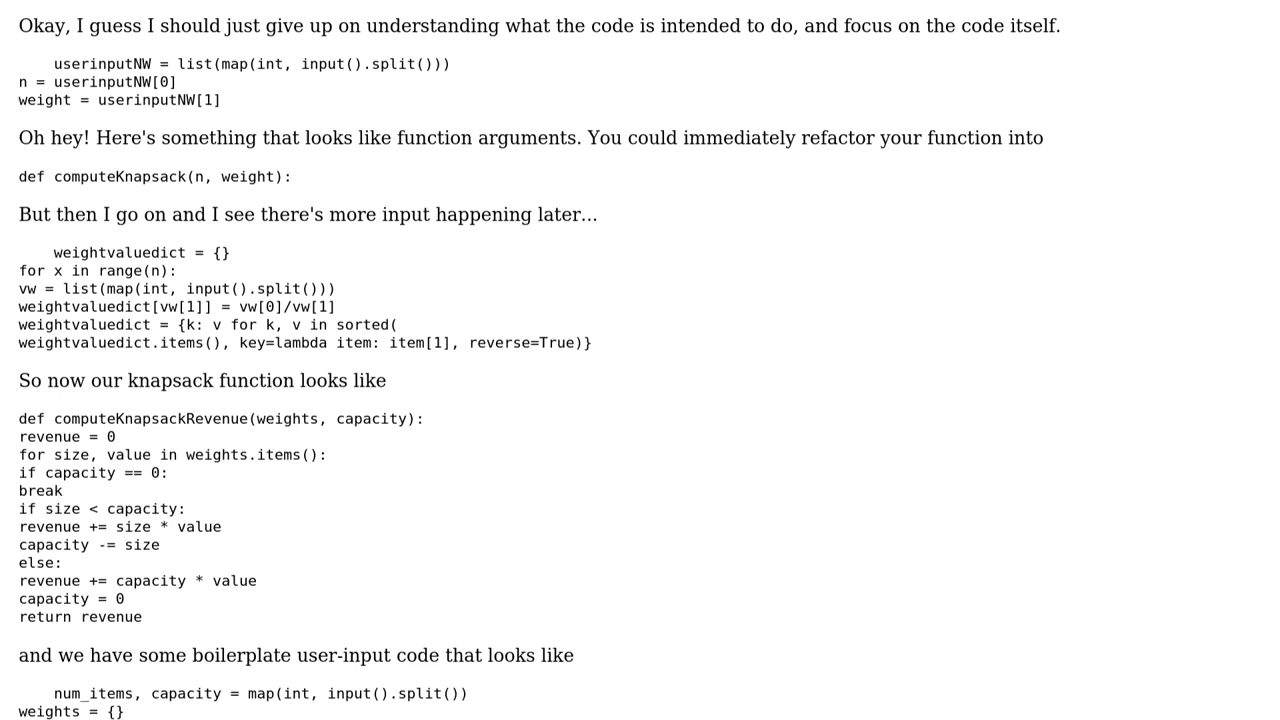 Okay, I guess I should just give up on understanding what the code is intended to do, and focus on the code itself.
    userinputNW = list(map(int, input().split()))
n = userinputNW[0]
weight = userinputNW[1]
Oh hey! Here's something that looks like function arguments. You could immediately refactor your function into
def computeKnapsack(n, weight):
But then I go on and I see there's more input happening later...
    weightvaluedict = {}
for x in range(n):
vw = list(map(int, input().split()))
weightvaluedict[vw[1]] = vw[0]/vw[1]
weightvaluedict = {k: v for k, v in sorted(
weightvaluedict.items(), key=lambda item: item[1], reverse=True)}
So now our knapsack function looks like
def computeKnapsackRevenue(weights, capacity):
revenue = 0
for size, value in weights.items():
if capacity == 0:
break
if size < capacity:
revenue += size * value
capacity -= size
else:
revenue += capacity * value
capacity = 0
return revenue
and we have some boilerplate user-input code that looks like
    num_items, capacity = map(int, input().split())
weights = {}